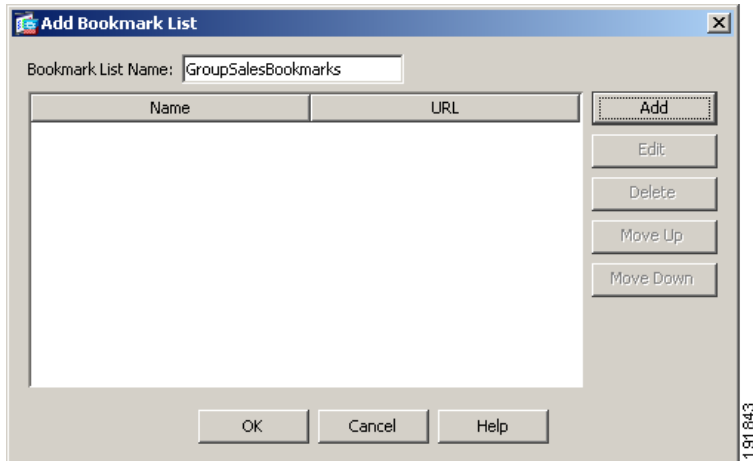 Add Bookmark List
Bookmark List Name: GroupSalesBookmarks
Name URL
Add
Edit
Delete
Move Up
Move Down
OK Cancel Help
191843